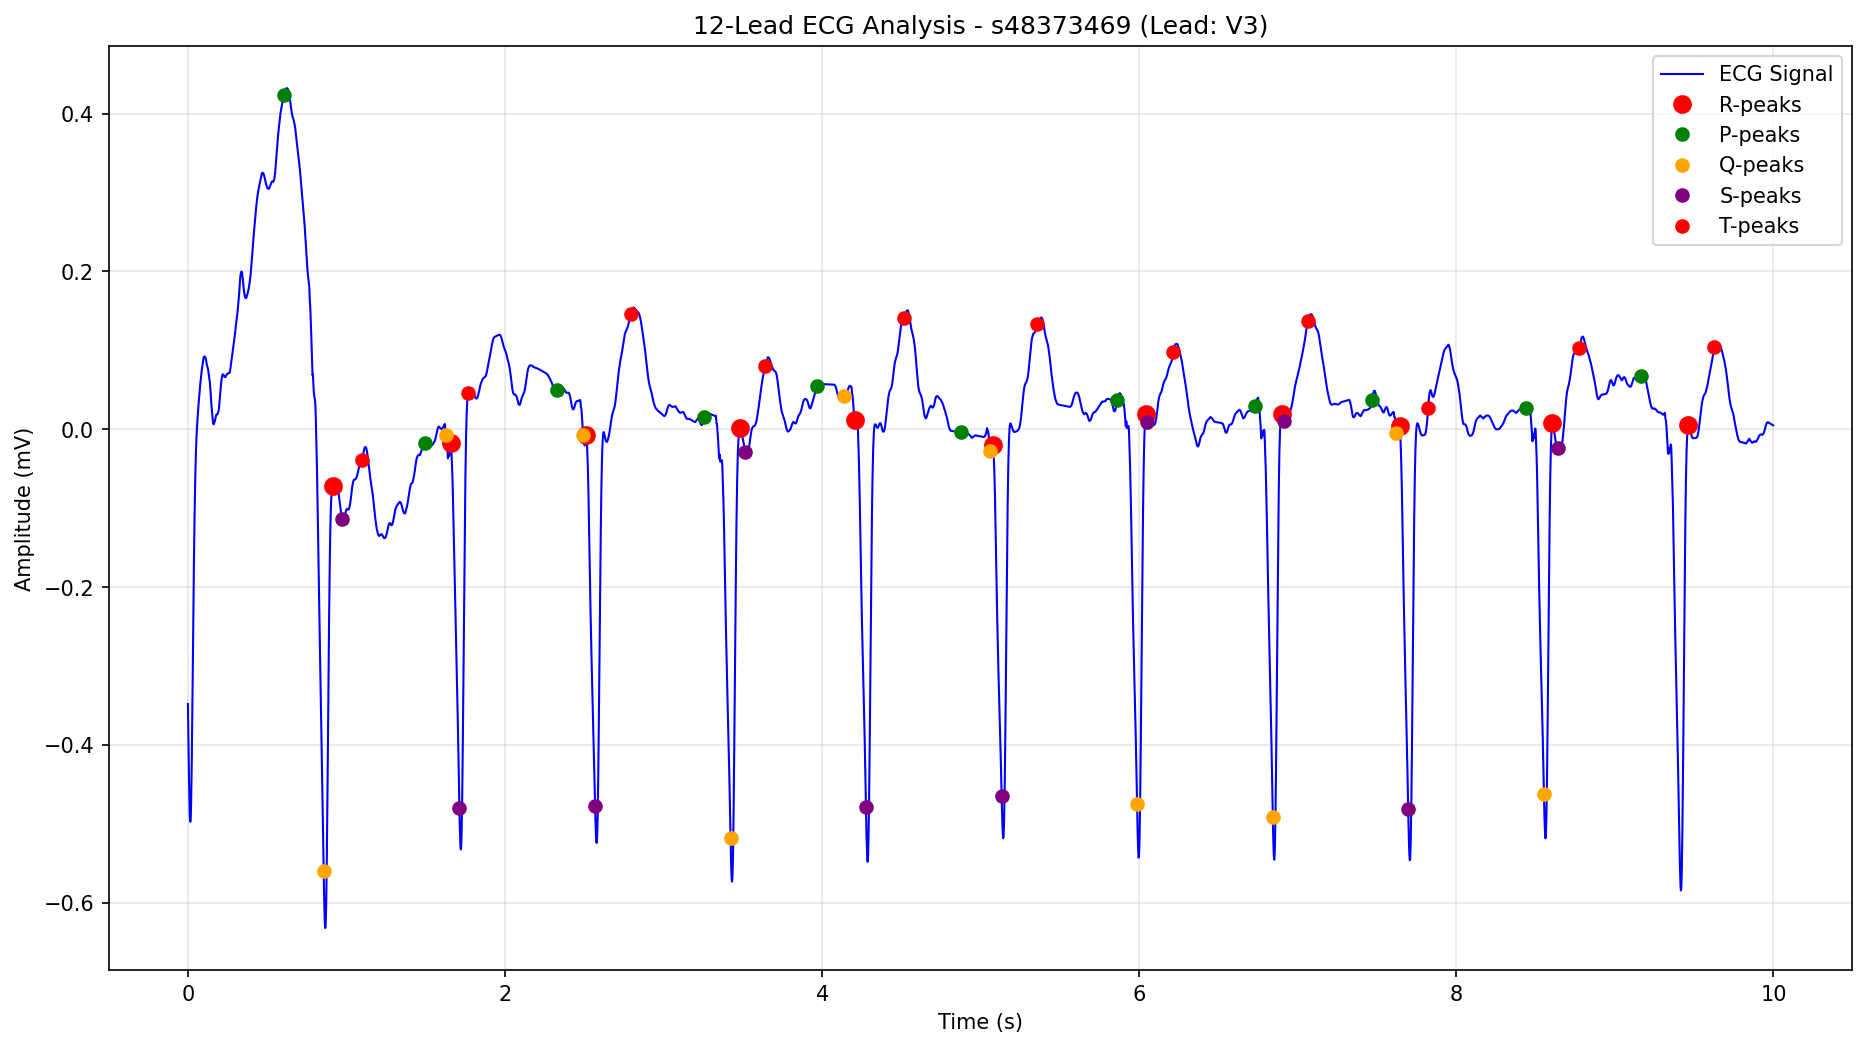 12-Lead ECG Analysis - s48373469 (Lead: V3)
ECG Signal
R-peaks
P-peaks
Q-peaks
S-peaks
T-peaks
Amplitude (mV)
0.4
0.2
0.0
−0.2
−0.4
−0.6
0 2 4 6 8 10
Time (s)